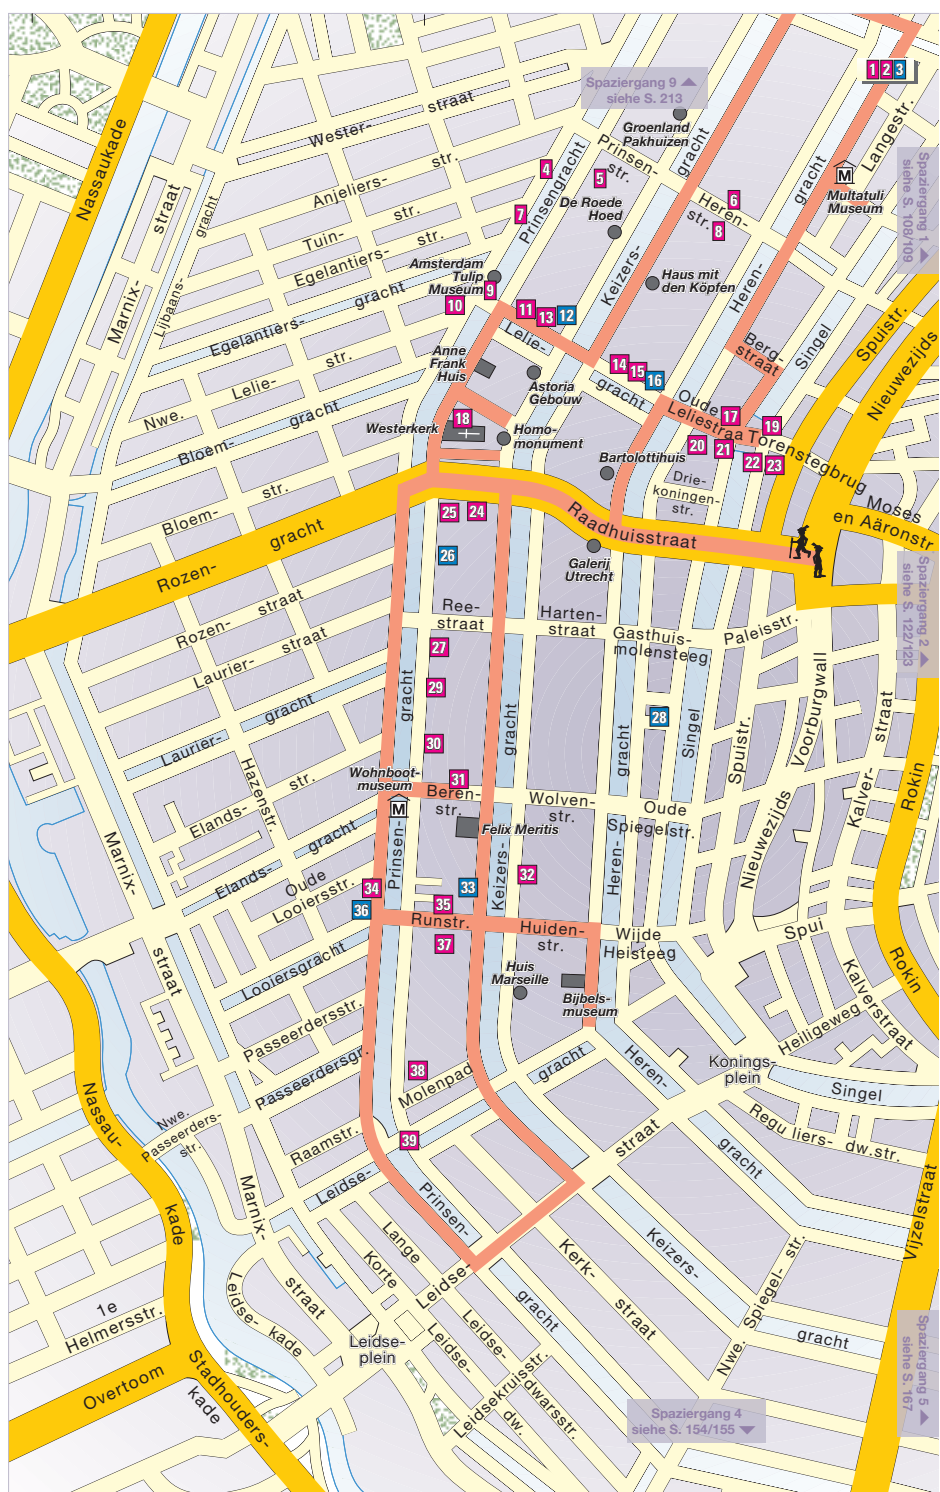 Spaziergang 9
siehe S. 213
1 2 3
Groenland
Pakhuizen
Langestr.
Nassaukade
Wester-
straat
Prinsen-
str.
gracht
gracht
Spaziergang 1
siehe S. 108/109
4
5
De Roede
Hoed
Multatuli
Museum
M
Anjeliers-
str.
straat
gracht
Prinsengracht
6
Heren-
str.
8
7
Tuin-
str.
Egelantiers-
str.
Amsterdam
Tulip
Museum
9
10
Keizers-
Haus mit
den Köpfen
Heren-
Marnix-
Lijbaans-
Egelantiers-
gracht
11
13
12
Lelie-
Singel
Spuistr.
Nieuwezijds
Berg-
straat
Anne
Frank
Huis
Astoria
Gebouw
14
15
16
gracht
Nwe.
Lelie-
str.
Oude
Leliestraat
17
Torenstegbrug
19
Bloem-
gracht
18
Westerkerk
Homo-
monument
20
21
22
23
Bartolottihuis
Drie-
koningen-
str.
Moses
en Aäronstr
Bloem-
str.
25
24
Raadhuisstraat
Rozen-
gracht
26
Galerij
Utrecht
Spaziergang 2
siehe S. 122/123
Rozen-
straat
Ree-
straat
Harten-
straat
Gasthuis-
molensteeg
Paleisstr.
Laurier-
straat
27
29
gracht
gracht
gracht
28
Singel
Spuistr.
Voorburgwall
straat
Laurier-
gracht
30
Hazenstr.
Wohnboot-
museum
M
31
Beren-
str.
Wolven-
str.
Oude
Spiegelstr.
Rokin
Elands-
str.
Felix Meritis
Kalver-
Nieuwezijds
Marnix-
Elands-
gracht
Prinsen-
Keizers-
Heren-
32
Oude
Looiersstr.
34
33
35
36
Runstr.
37
Huiden-
str.
Wijde
Heisteeg
Spui
Rokin
straat
Looiersgracht
Huis
Marseille
Bijbels-
museum
Kalverstraat
Heiligeweg
Passeerdersstr.
Passeerdersgr.
38
Molenpad
gracht
Heren-
Konings-
plein
Singel
Nassau-
kade
Nwe.
Passeerders-
str.
Raamstr.
39
straat
gracht
Regu liers-
dw.str.
Marnix-
Leidse-
Prinsen-
Vijzelstraat
Lange
Korte
Leidse-
Kerk-
straat
Keizers-
Nwe. Spiegel- str.
gracht
1e
Helmersstr.
Leidse-
kade
straat
gracht
Leidse-
plein
Leidse-
Leidse-
Leidsekruisstr.
dwarsstr.
dw.
Overtoom
Stadhouders-
kade
Spaziergang 5
siehe S. 167
Spaziergang 4
siehe S. 154/155